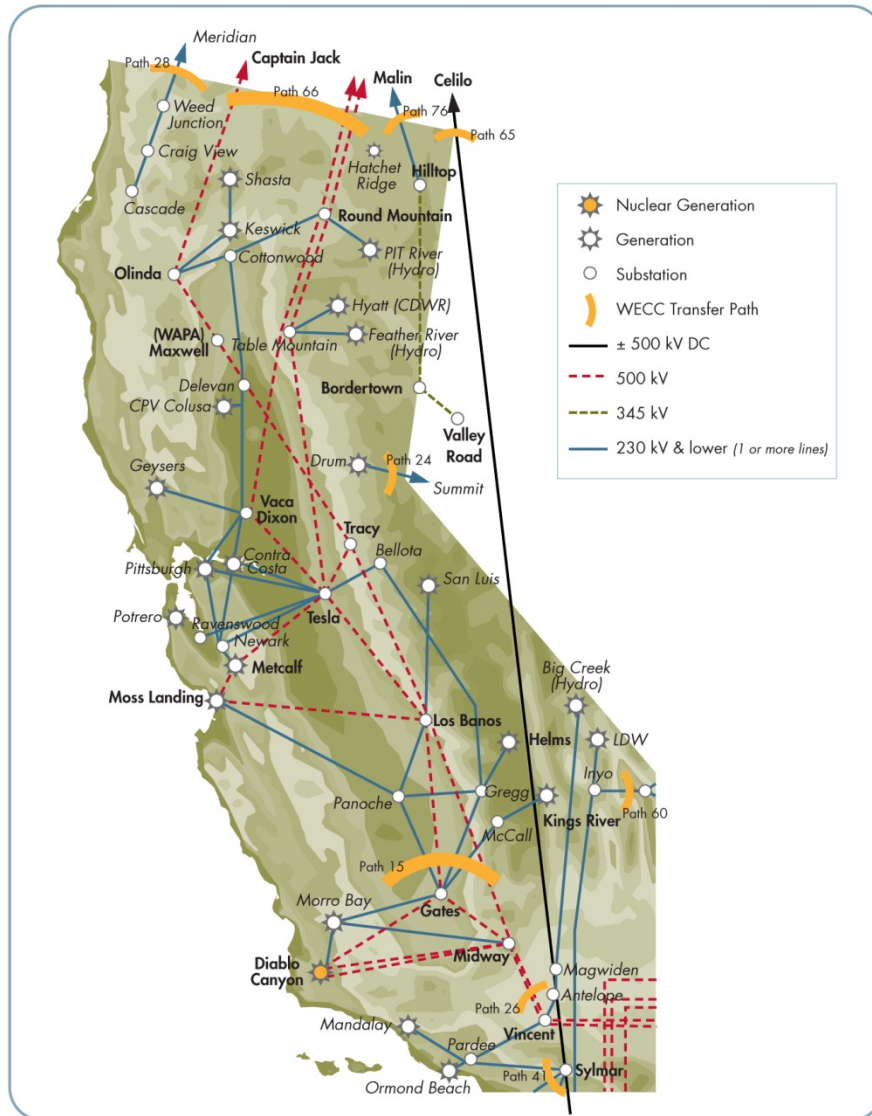 Meridian
Captain Jack
Path 28
Path 66
Malin
Celilo
Path 76
Path 65
Weed
Junction
Craig View
Cascade
Shasta
Hatchet
Ridge
Hilltop
Keswick
Round Mountain
Cottonwood
PIT River
(Hydro)
Olinda
Hyatt (CDWR)
(WAPA)
Maxwell
Table Mountain
Feather River
(Hydro)
Delevan
CPV Colusa
Bordertown
Valley
Road
Geysers
Drum
Path 24
Summit
Vaca
Dixon
Tracy
Bellota
Pittsburgh
Contra
Costa
San Luis
Potrero
Ravenswood
Newark
Tesla
Metcalf
Big Creek
(Hydro)
Moss Landing
Los Banos
Helms
LDW
Inyo
Panoche
Gregg
Kings River
Path 60
McCall
Path 15
Morro Bay
Gates
Diablo
Canyon
Midway
Magwiden
Antelope
Path 26
Vincent
Mandalay
Pardee
Ormond Beach
Path 41
Sylmar
Nuclear Generation
Generation
Substation
WECC Transfer Path
± 500 kV DC
500 kV
345 kV
230 kV & lower (1 or more lines)